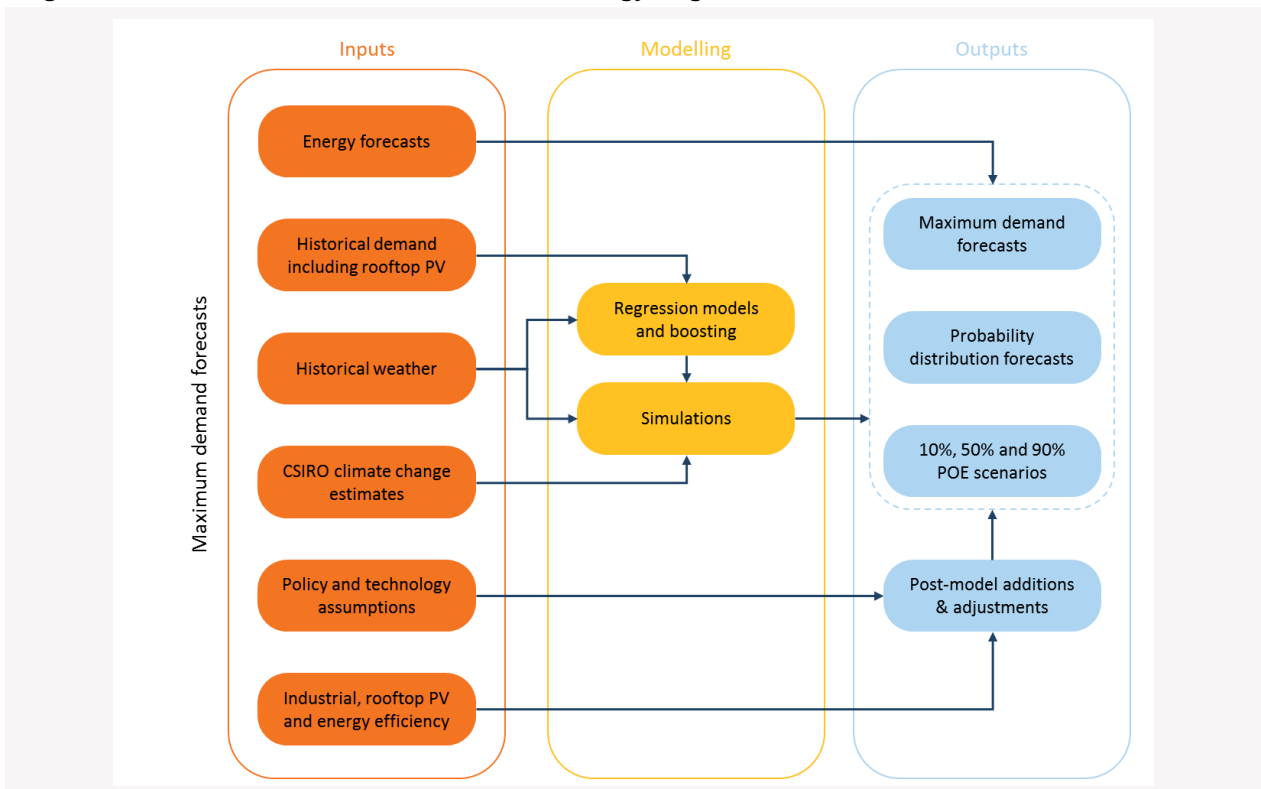 Inputs
Modelling
Outputs
Maximum demand forecasts
Energy forecasts
Historical demand
including rooftop PV
Historical weather
CSIRO climate change
estimates
Policy and technology
assumptions
Industrial, rooftop PV
and energy efficiency
Regression models
and boosting
Simulations
Maximum demand
forecasts
Probability
distribution forecasts
10%, 50% and 90%
POE scenarios
Post-model additions
& adjustments